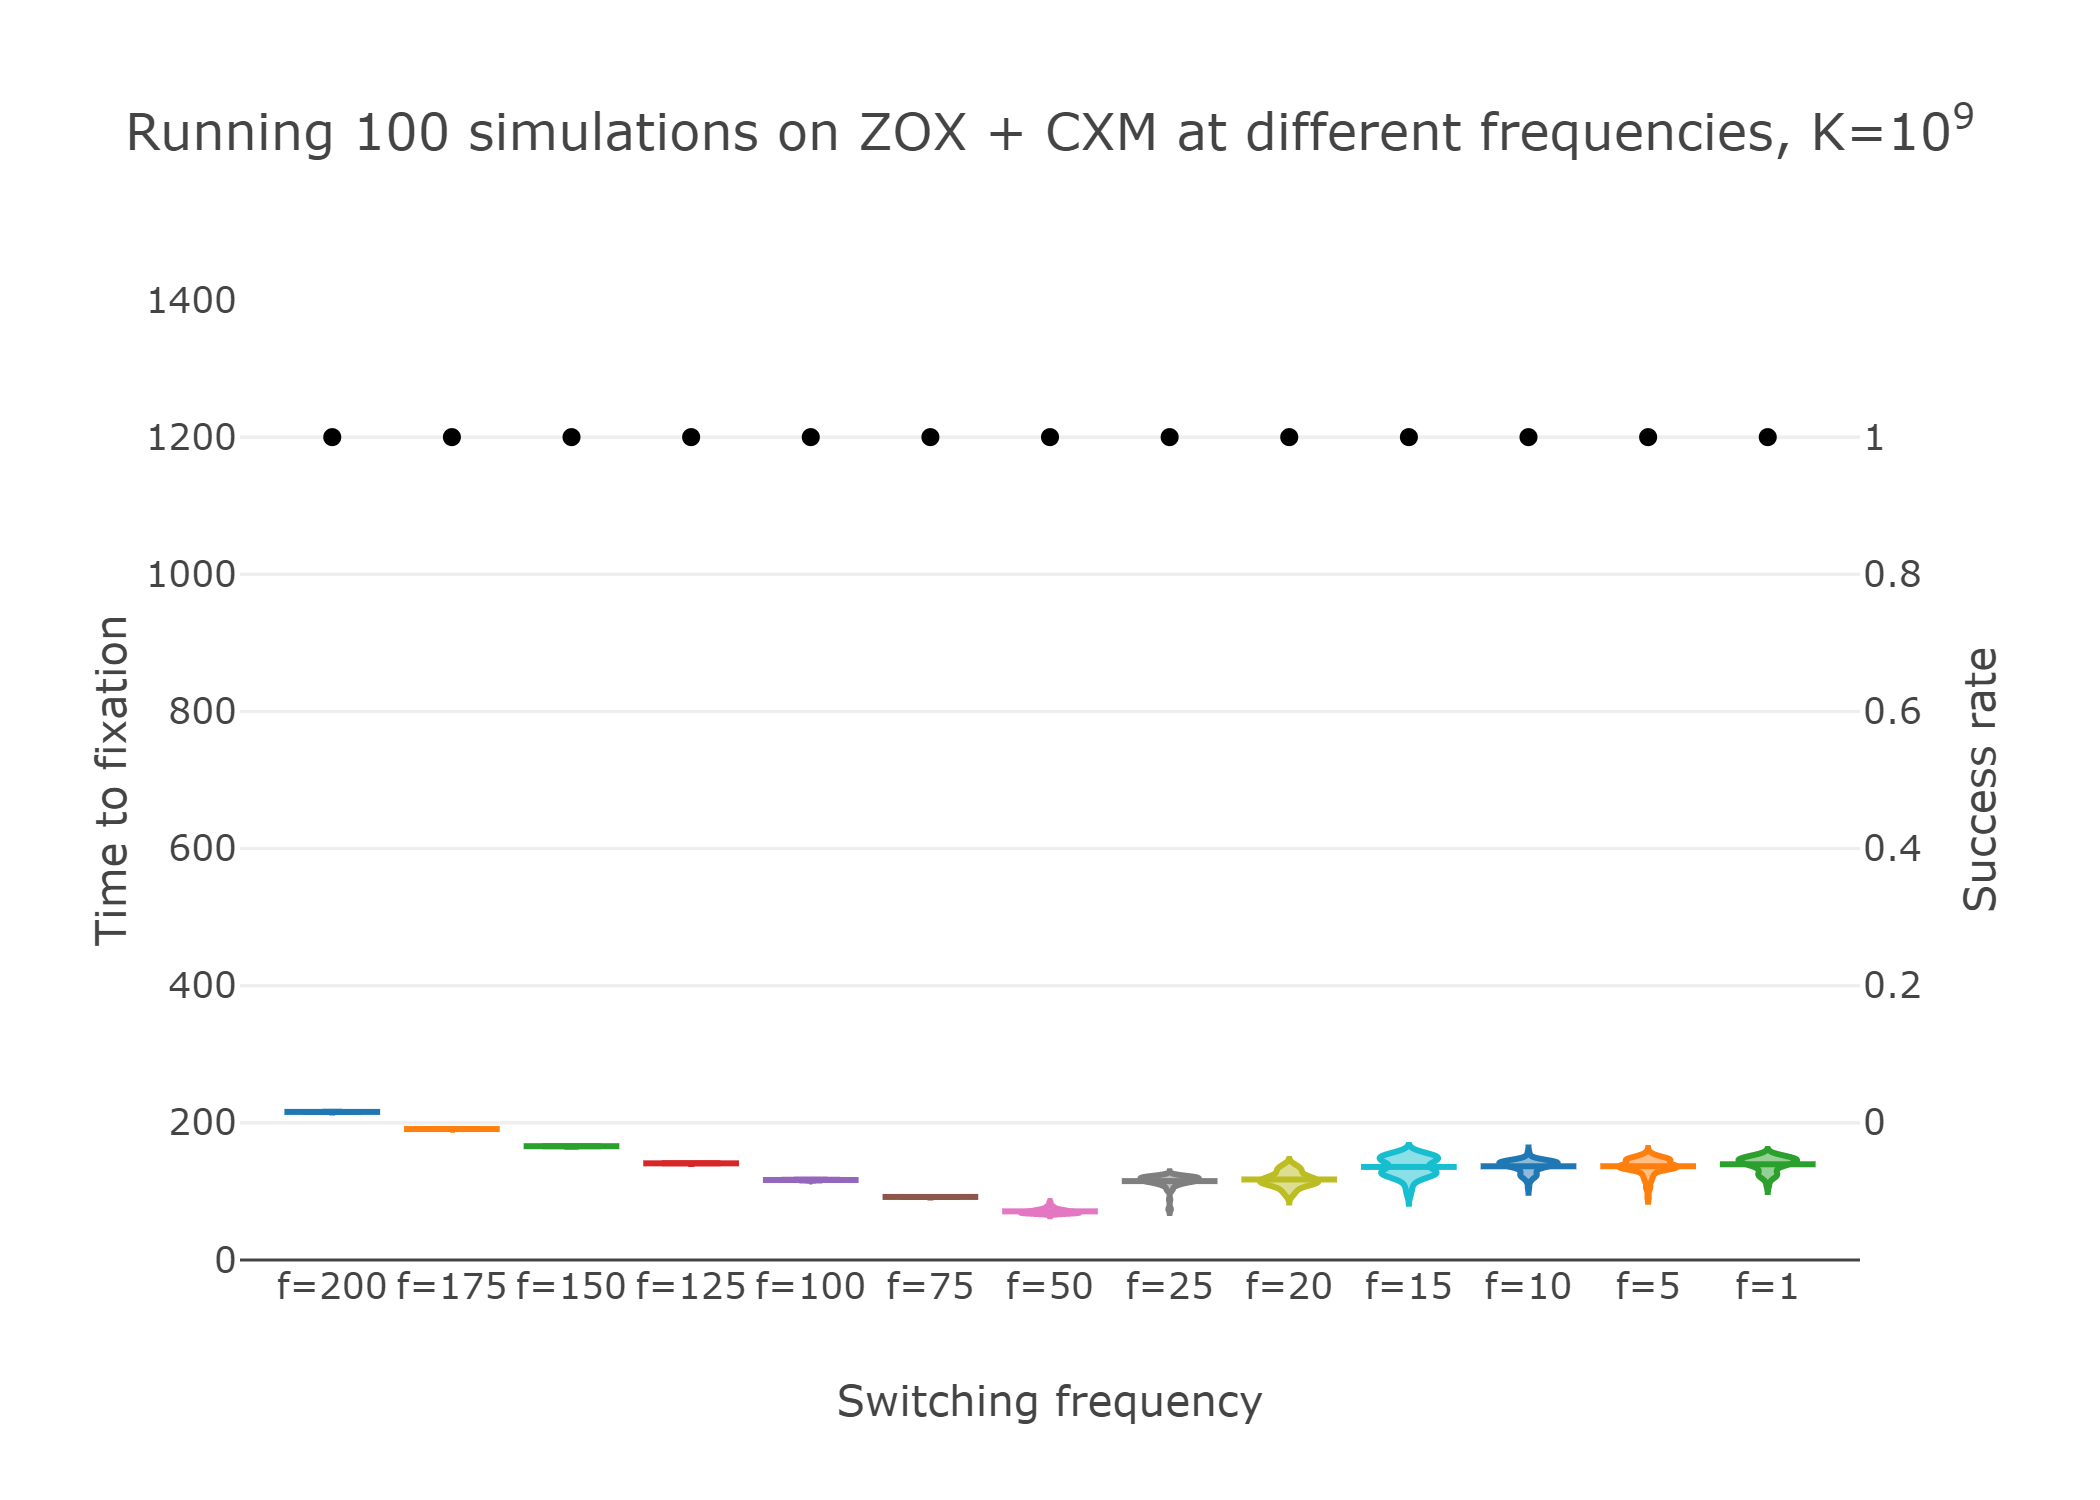 Running 100 simulations on ZOX + CXM at different frequencies, K=10⁹
1400
1200
1000
800
600
400
200
0
Time to fixation
1
0.8
0.6
0.4
0.2
0
Success rate
f=200 f=175 f=150 f=125 f=100 f=75 f=50 f=25 f=20 f=15 f=10 f=5 f=1
Switching frequency